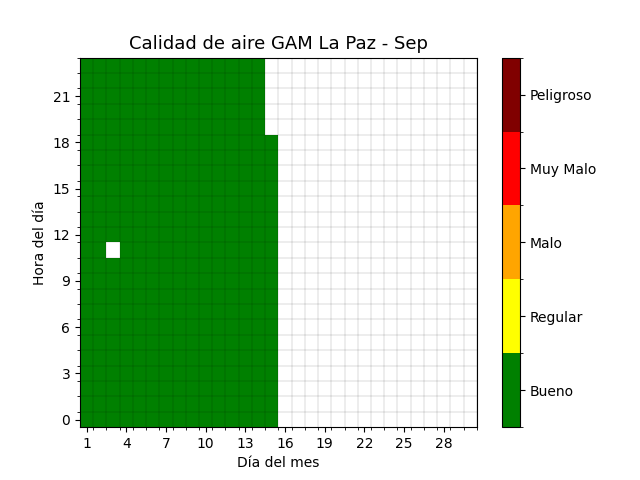 Calidad de aire GAM La Paz - Sep
Hora del día
21
18
15
12
9
6
3
0
1 4 7 10 13 16 19 22 25 28
Día del mes
Peligroso
Muy Malo
Malo
Regular
Bueno